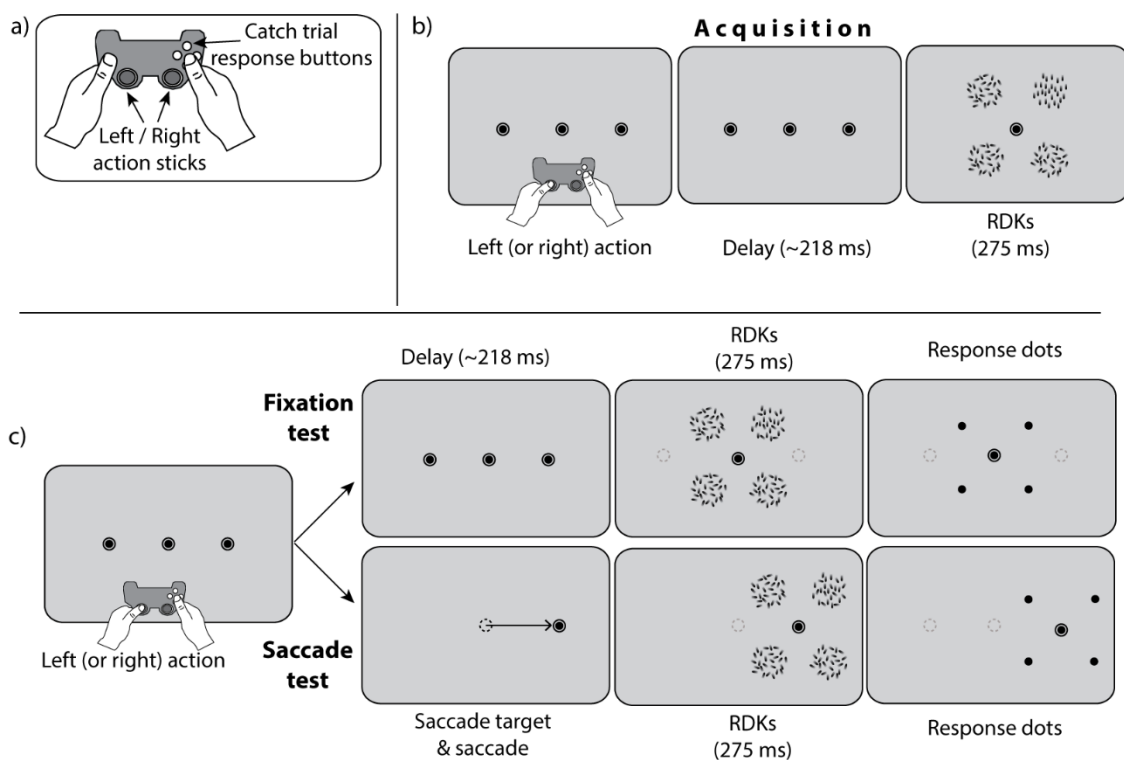 a)
Catch trial
response buttons
Left / Right
action sticks
b)
Acquisition
Left (or right) action
Delay (~218 ms)
RDKs
(275 ms)
c)
Left (or right) action
Fixation
test
Delay (~218 ms)
RDKs
(275 ms)
Response dots
Saccade
test
Saccade target
& saccade
RDKs
(275 ms)
Response dots